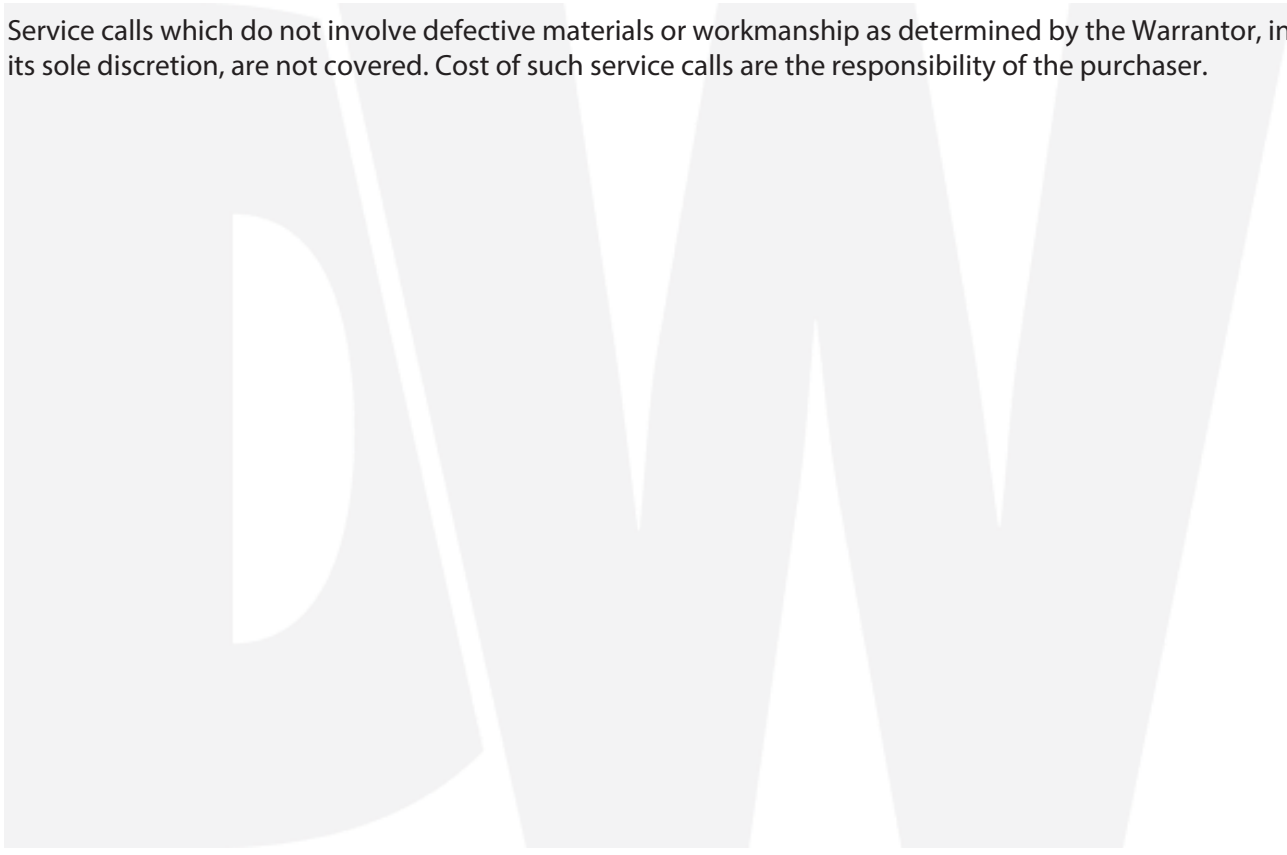 Service calls which do not involve defective materials or workmanship as determined by the Warrantor, in
its sole discretion, are not covered. Cost of such service calls are the responsibility of the purchaser.
DW